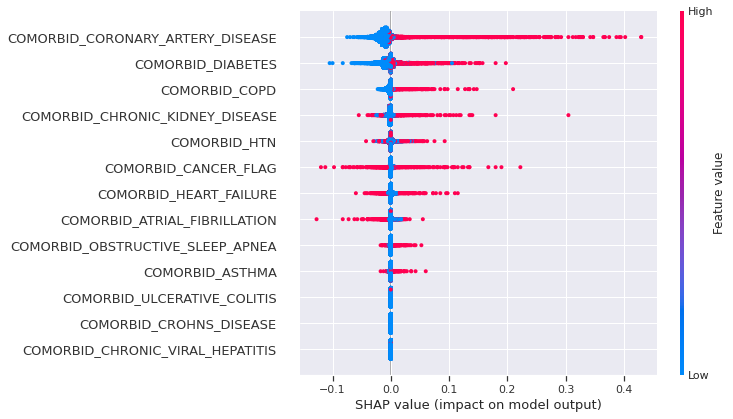 High
COMORBID_CORONARY_ARTERY_DISEASE
COMORBID_DIABETES
COMORBID_COPD
COMORBID_CHRONIC_KIDNEY_DISEASE
COMORBID_HTN
COMORBID_CANCER_FLAG
COMORBID_HEART_FAILURE
COMORBID_ATRIAL_FIBRILLATION
COMORBID_OBSTRUCTIVE_SLEEP_APNEA
COMORBID_ASTHMA
COMORBID_ULCERATIVE_COLITIS
COMORBID_CROHNS_DISEASE
COMORBID_CHRONIC_VIRAL_HEPATITIS
Feature value
Low
−0.1 0.0 0.1 0.2 0.3 0.4
SHAP value (impact on model output)